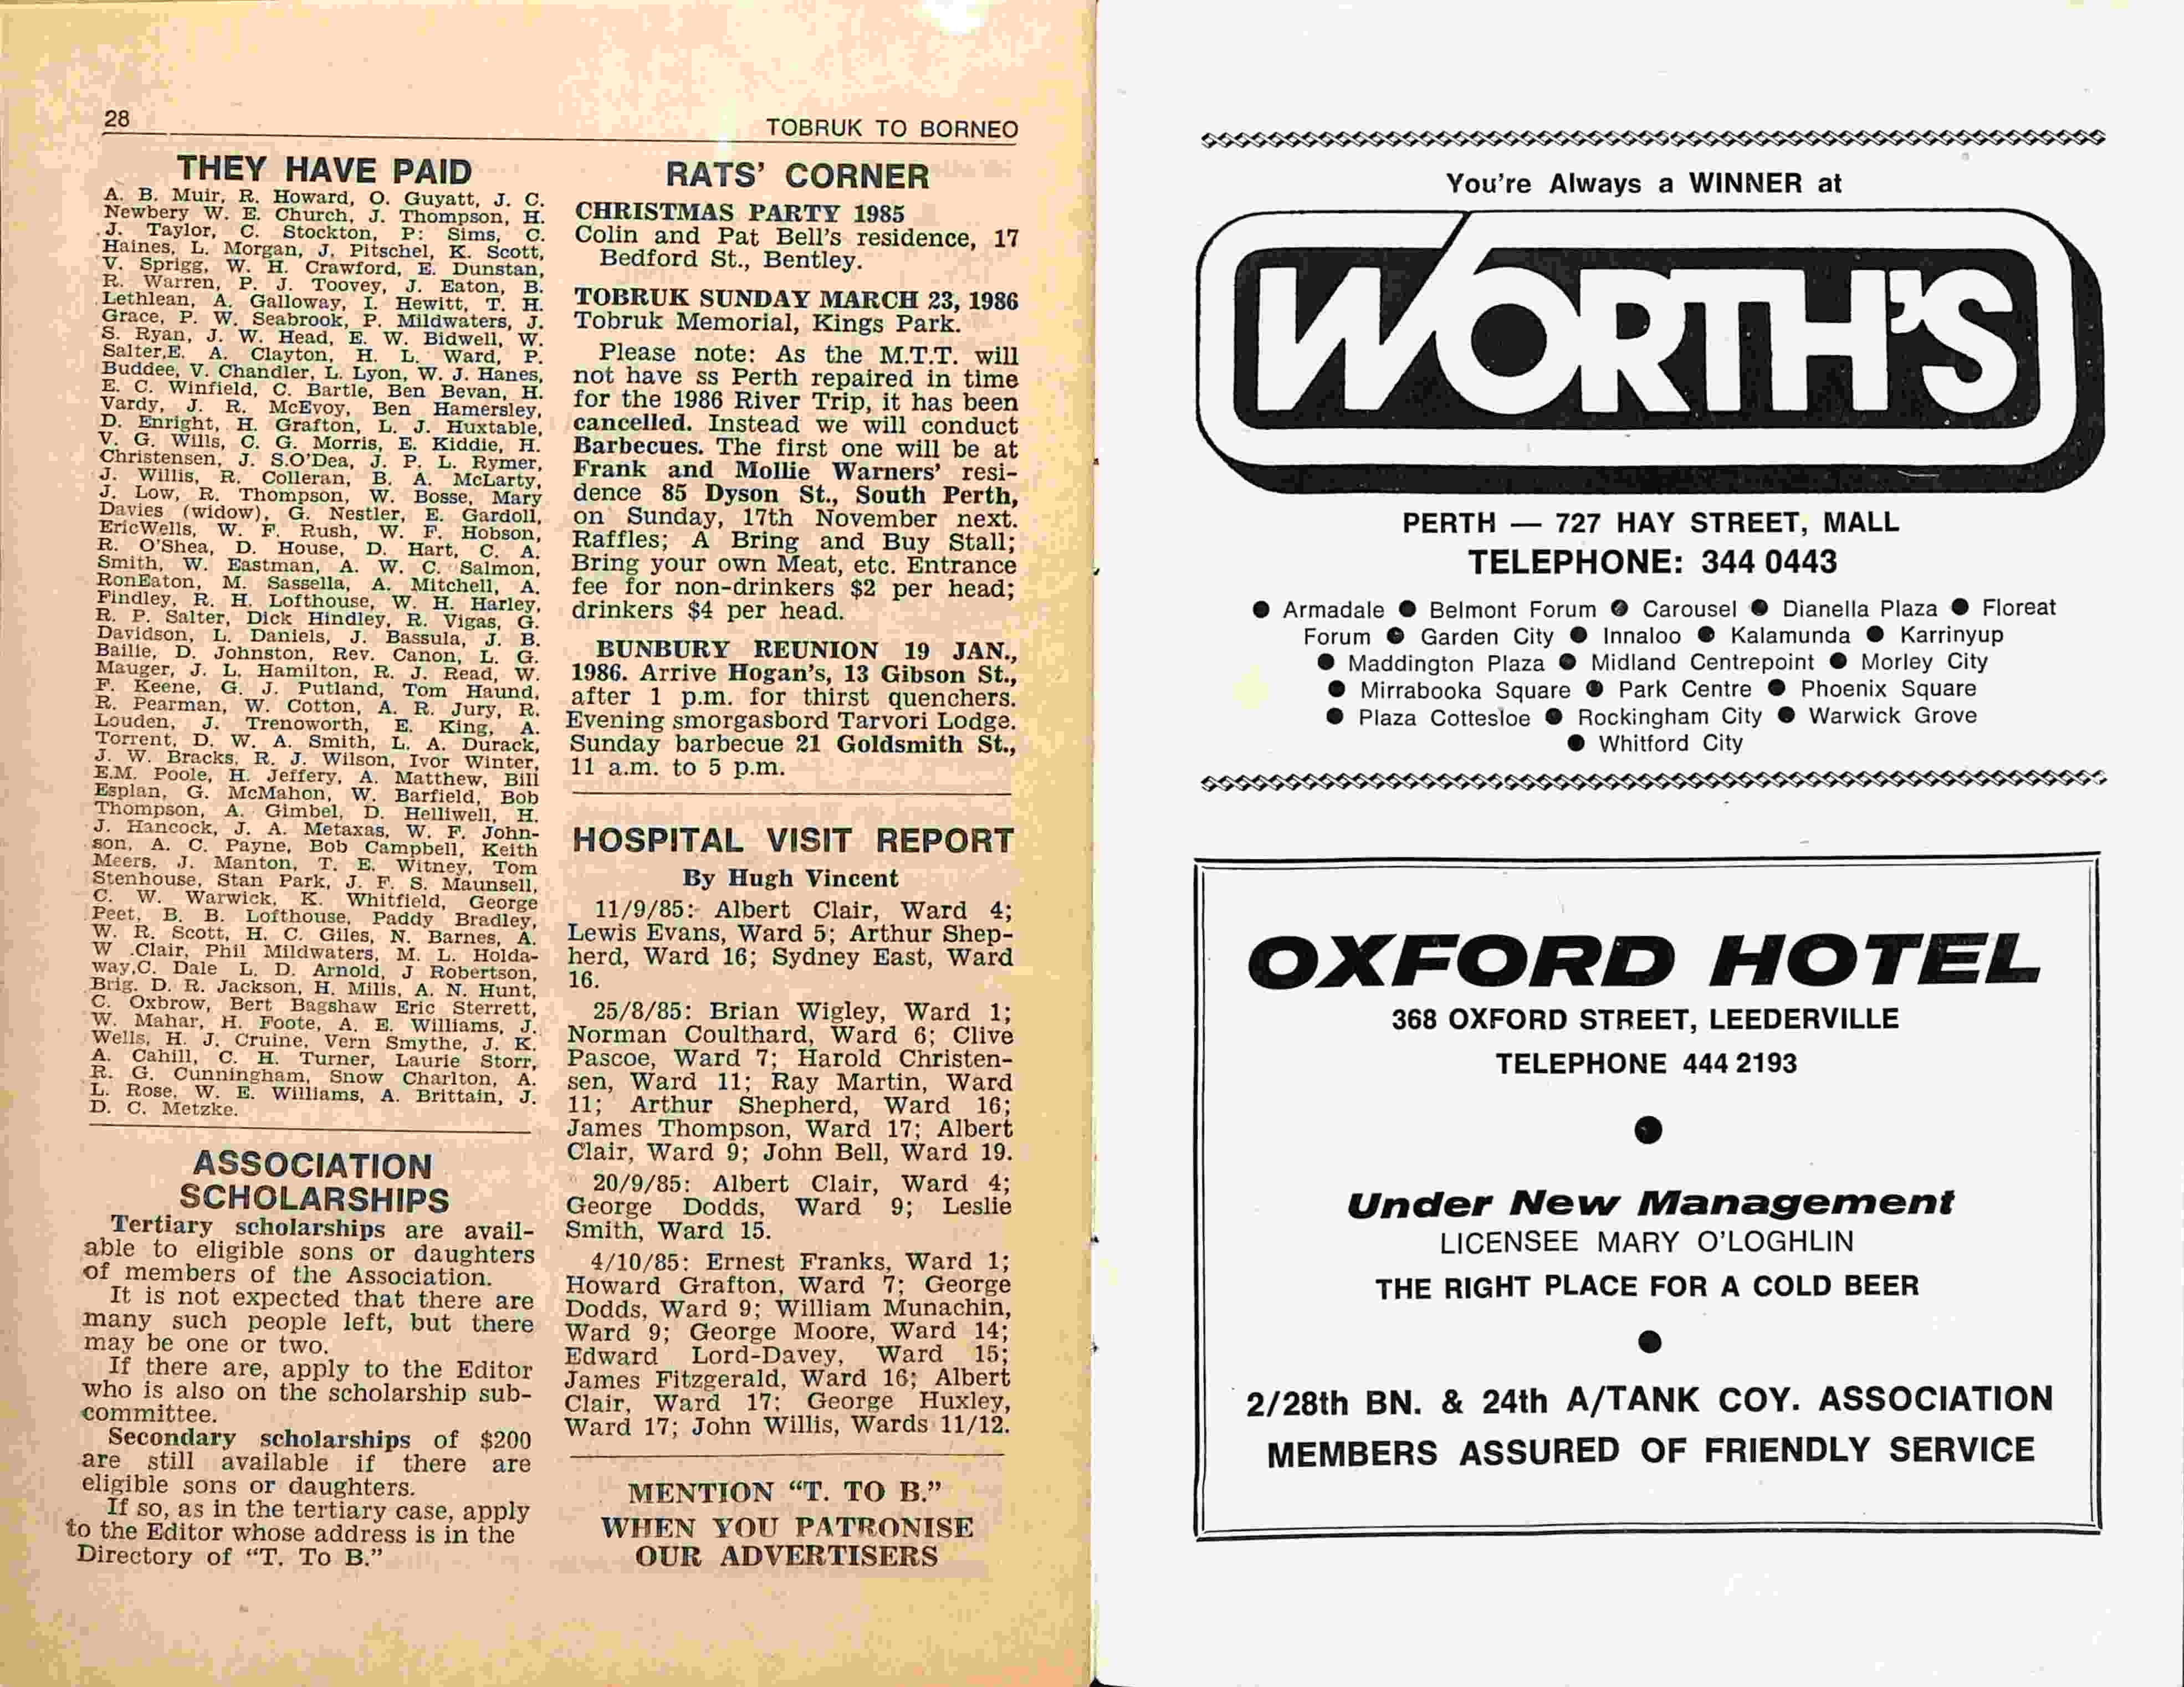 28
TOBRUK TO BORNEO
THEY HAVE PAID
A. B. Muir, R. Howard, O. Guyatt, J. C.
Newbery W. E. Church, J. Thompson, H.
J. Taylor, C. Stockton, P: Sims, C.
Haines, L. Morgan, J. Pitschel, K. Scott,
V. Sprigg, W. H. Crawford, E. Dunstan,
R. Warren, P. J. Toovey, J. Eaton, B.
Lethlean, A. Galloway, I. Hewitt, T. H.
Grace, P. W. Seabrook, P. Mildwaters, J.
S. Ryan, J. W. Head, E. W. Bidwell, W.
Salter,E. A. Clayton, H. L. Ward, P.
Buddee, V. Chandler, L. Lyon, W. J. Hanes,
E. C. Winfield, C. Bartle, Ben Bevan, H.
Vardy, J. R. McEvoy, Ben Hamersley,
D. Enright, H. Grafton, L. J. Huxtable,
V. G. Wills, C. G. Morris, E. Kiddie, H.
Christensen, J. S.O'Dea, J. P. L. Rymer,
J. Willis, R. Colleran, B. A. McLarty,
J. Low, R. Thompson, W. Bosse, Mary
Davies (widow), G. Nestler, E. Gardoll,
EricWells, W. F. Rush, W. F. Hobson,
R. O'Shea, D. House, D. Hart, C. A.
Smith, W. Eastman, A. W. C. Salmon,
RonEaton, M. Sassella, A. Mitchell, A.
Findley, R. H. Lofthouse, W. H. Harley,
R. P. Salter, Dick Hindley, R. Vigas, G.
Davidson, L. Daniels, J. Bassula, J. B.
Bailie, D. Johnston, Rev. Canon, L. G.
Mauger, J. L. Hamilton, R. J. Read, W.
F. Keene, G. J. Putland, Tom Haund,
R. Pearman, W. Cotton, A. R. Jury, R.
Louden, J. Trenoworth, E. King, A.
Torrent, D. W. A. Smith, L. A. Durack,
J. W. Bracks, R. J. Wilson, Ivor Winter,
E.M. Poole, H. Jeffery, A. Matthew, Bill
Esplan, G. McMahon, W. Barfield, Bob
Thompson, A. Gimbel, D. Helliwell, H.
J. Hancock, J. A. Metaxas, W. F. John-
son, A. C. Payne, Bob Campbell, Keith
Meers, J. Manton, T. E. Witney, Tom
Stenhouse, Stan Park, J. F. S. Maunsell,
C. W. Warwick, K. Whitfield, George
Peet, B. B. Lofthouse, Paddy Bradley,
W. R. Scott, H. C. Giles, N. Barnes, A.
W .Clair, Phil Mildwaters, M. L. Holda-
way,C. Dale L. D. Arnold, J Robertson,
Brig. D. R. Jackson, H. Mills, A. N. Hunt,
C. Oxbrow, Bert Bagshaw Eric Sterrett,
W. Mahar, H. Foote, A. E. Williams, J.
Wells, H. J. Cruine, Vern Smythe, J. K.
A. Cahill, C. H. Turner, Laurie Storr,
R. G. Cunningham, Snow Charlton, A.
L. Rose, W. E. Williams, A. Brittain, J.
D. C. Metzke.
ASSOCIATION
SCHOLARSHIPS
Tertiary scholarships are avail-
able to eligible sons or daughters
of members of the Association.
It is not expected that there are
many such people left, but there
may be one or two.
If there are, apply to the Editor
who is also on the scholarship sub-
committee.
Secondary scholarships of $200
are still available if there are
eligible sons or daughters.
If so, as in the tertiary case, apply
to the Editor whose address is in the
Directory of “T. To B.”
RATS' CORNER
CHRISTMAS PARTY 1985
Colin and Pat Bell's residence, 17
Bedford St., Bentley.
TOBRUK SUNDAY MARCH 23, 1986
Tobruk Memorial, Kings Park.
Please note: As the M.T.T. will
not have ss Perth repaired in time
for the 1986 River Trip, it has been
cancelled. Instead we will conduct
Barbecues. The first one will be at
Frank and Mollie Warners' resi-
dence 85 Dyson St., South Perth,
on Sunday, 17th November next.
Raffles; A Bring and Buy Stall;
Bring your own Meat, etc. Entrance
fee for non-drinkers $2 per head;
drinkers $4 per head.
BUNBURY REUNION 19 JAN.,
1986. Arrive Hogan's, 13 Gibson St.,
after 1 p.m. for thirst quenchers.
Evening smorgasbord Tarvori Lodge.
Sunday barbecue 21 Goldsmith St.,
11 a.m. to 5 p.m.
HOSPITAL VISIT REPORT
By Hugh Vincent
11/9/85: Albert Clair, Ward 4;
Lewis Evans, Ward 5; Arthur Shep-
herd, Ward 16; Sydney East, Ward
16.
25/8/85: Brian Wigley, Ward 1;
Norman Coulthard, Ward 6; Clive
Pascoe, Ward 7; Harold Christen-
sen, Ward 11; Ray Martin, Ward
11; Arthur Shepherd, Ward 16;
James Thompson, Ward 17; Albert
Clair, Ward 9; John Bell, Ward 19.
20/9/85: Albert Clair, Ward 4;
George Dodds, Ward 9; Leslie
Smith, Ward 15.
4/10/85: Ernest Franks, Ward 1;
Howard Grafton, Ward 7; George
Dodds, Ward 9; William Munachin,
Ward 9; George Moore, Ward 14;
Edward Lord-Davey, Ward 15;
James Fitzgerald, Ward 16; Albert
Clair, Ward 17; George Huxley,
Ward 17; John Willis, Wards 11/12.
MENTION “T. TO B.”
WHEN YOU PATRONISE
OUR ADVERTISERS
You're Always a WINNER at
WORTH'S
PERTH — 727 HAY STREET, MALL
TELEPHONE: 344 0443
● Armadale ● Belmont Forum ● Carousel ● Dianella Plaza ● Floreat
Forum ● Garden City ● Innaloo ● Kalamunda ● Karrinyup
● Maddington Plaza ● Midland Centrepoint ● Morley City
● Mirrabooka Square ● Park Centre ● Phoenix Square
● Plaza Cottesloe ● Rockingham City ● Warwick Grove
● Whitford City
OXFORD HOTEL
368 OXFORD STREET, LEEDERVILLE
TELEPHONE 444 2193
●
Under New Management
LICENSEE MARY O'LOGHLIN
THE RIGHT PLACE FOR A COLD BEER
●
2/28th BN. & 24th A/TANK COY. ASSOCIATION
MEMBERS ASSURED OF FRIENDLY SERVICE